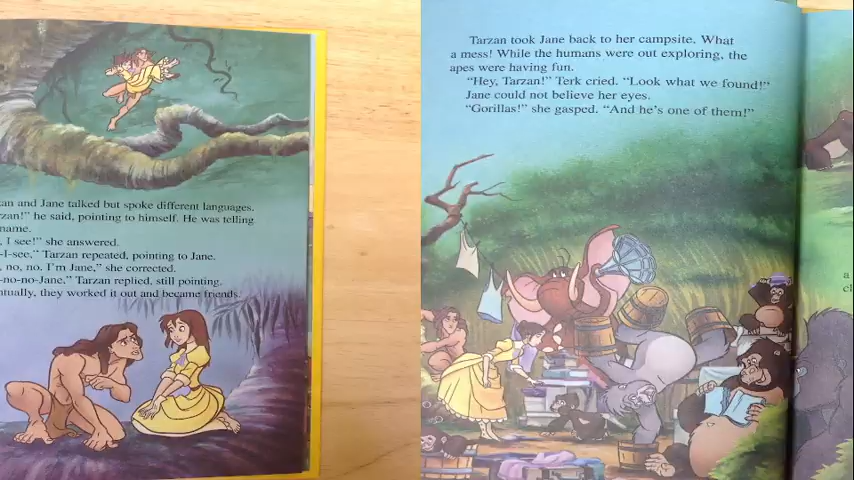 an and Jane talked but spoke different languages.
zan!" he said, pointing to himself. He was telling
name.
, I see!" she answered.
-I-see," Tarzan repeated, pointing to Jane.
, no, no. I'm Jane," she corrected.
-no-no-Jane," Tarzan replied, still pointing.
ntually, they worked it out and became friends.
Tarzan took Jane back to her campsite. What
a mess! While the humans were out exploring, the
apes were having fun.
"Hey, Tarzan!" Terk cried. "Look what we found!"
Jane could not believe her eyes.
"Gorillas!" she gasped. "And he's one of them!"
a
cl